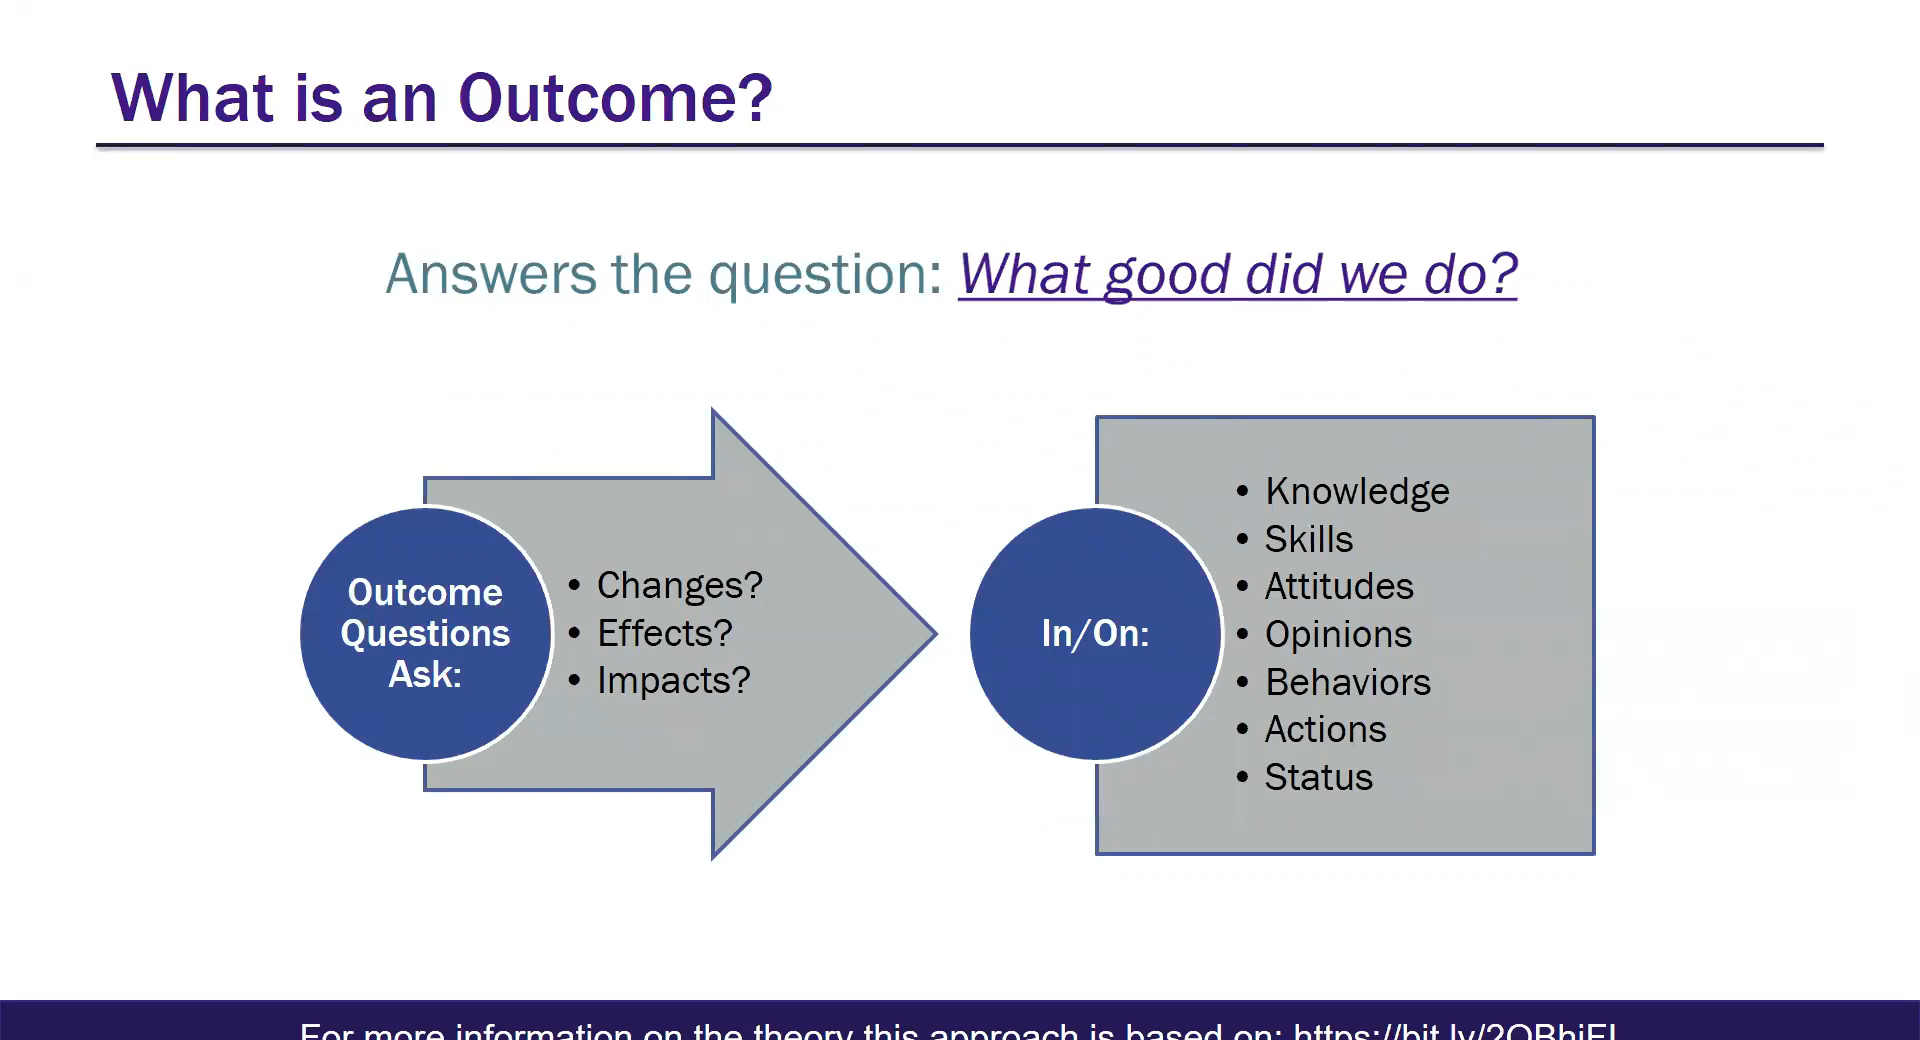 What is an Outcome?
Answers the question: What good did we do?
Outcome
Questions
Ask:
• Changes?
• Effects?
• Impacts?
In/On:
• Knowledge
• Skills
• Attitudes
• Opinions
• Behaviors
• Actions
• Status
For more information on the theory this approach is based on: